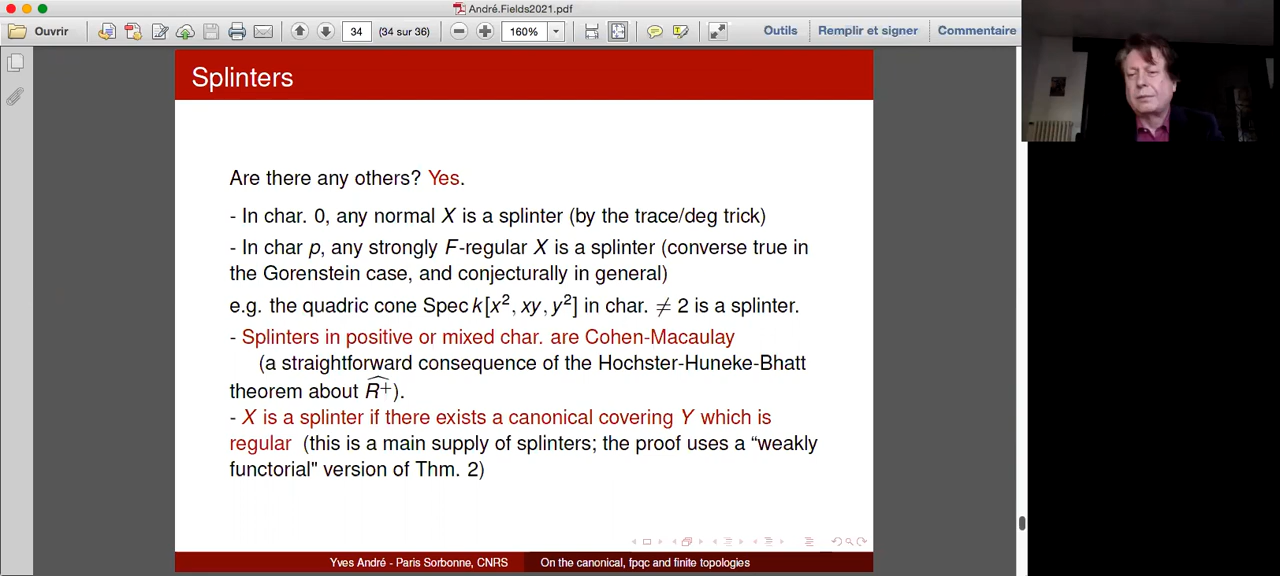 André.Fields2021.pdf
Ouvrir
34
(34 sur 36)
160%
Outils
Remplir et signer
Commentaire
Splinters
Are there any others? Yes.
- In char. 0, any normal X is a splinter (by the trace/deg trick)
- In char p, any strongly F-regular X is a splinter (converse true in
the Gorenstein case, and conjecturally in general)
e.g. the quadric cone Spec k[x², xy, y²] in char. ≠ 2 is a splinter.
- Splinters in positive or mixed char. are Cohen-Macaulay
(a straightforward consequence of the Hochster-Huneke-Bhatt
theorem about \widehat{R^+}).
- X is a splinter if there exists a canonical covering Y which is
regular (this is a main supply of splinters; the proof uses a “weakly
functorial" version of Thm. 2)
Yves André - Paris Sorbonne, CNRS
On the canonical, fpqc and finite topologies